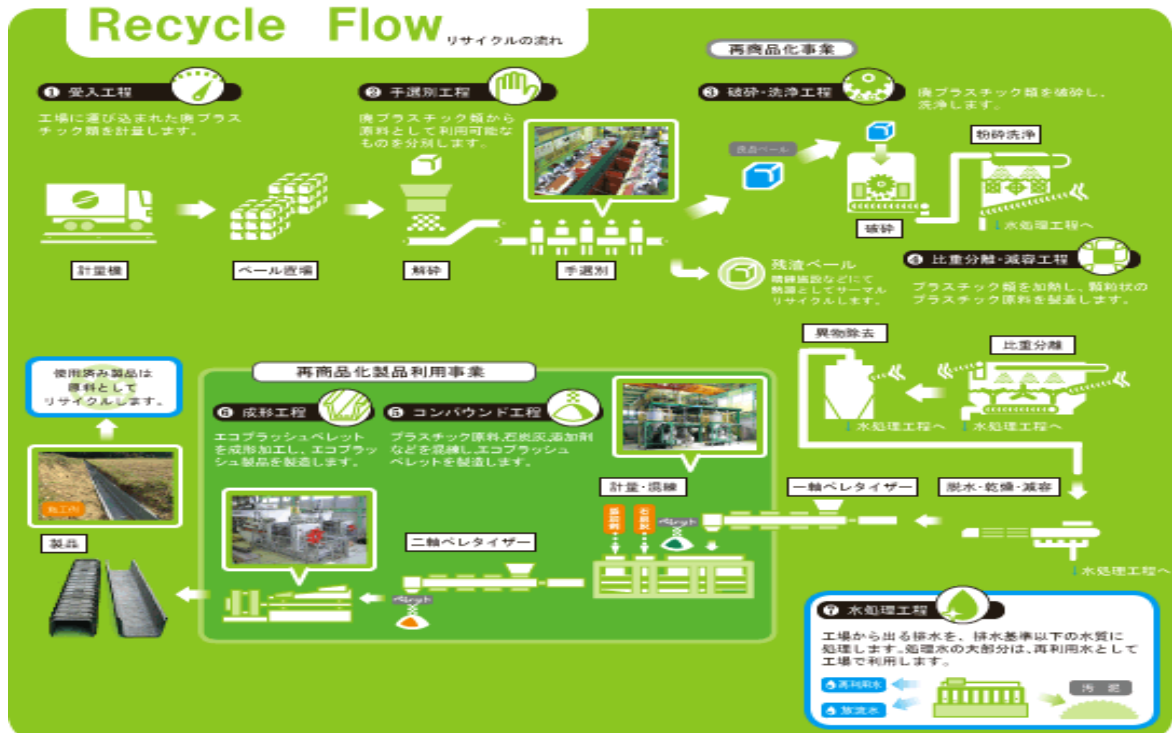 Recycle Flow
リサイクルの流れ
再商品化事業
1 受入工程
工場に運び込まれた廃プラス
チック類を計量します。
計量機
ベール置場
2 手選別工程
廃プラスチック類から
原料として利用可能な
ものを分別します。
解砕
手選別
良品ベール
残渣ベール
精錬施設などにて
熱源としてサーマル
リサイクルします。
3 破砕・洗浄工程
廃プラスチック類を破砕し、
洗浄します。
破砕
粉砕洗浄
↓水処理工程へ
4 比重分離・減容工程
プラスチック類を加熱し、顆粒状の
プラスチック原料を製造します。
異物除去
比重分離
↓水処理工程へ
↓水処理工程へ
脱水・乾燥・減容
↓水処理工程へ
一軸ペレタイザー
再商品化製品利用事業
5 コンパウンド工程
プラスチック原料、石炭灰、添加剤
などを混練し、エコプラッシュ
ペレットを製造します。
計量・混練
添加剤
石炭灰
ペレット
二軸ペレタイザー
ペレット
6 成形工程
エコプラッシュペレット
を成形加工し、エコプラッ
シュ製品を製造します。
使用済み製品は
原料として
リサイクルします。
施工例
製品
7 水処理工程
工場から出る排水を、排水基準以下の水質に
処理します。処理水の大部分は、再利用水として
工場で利用します。
再利用水
放流水
汚泥